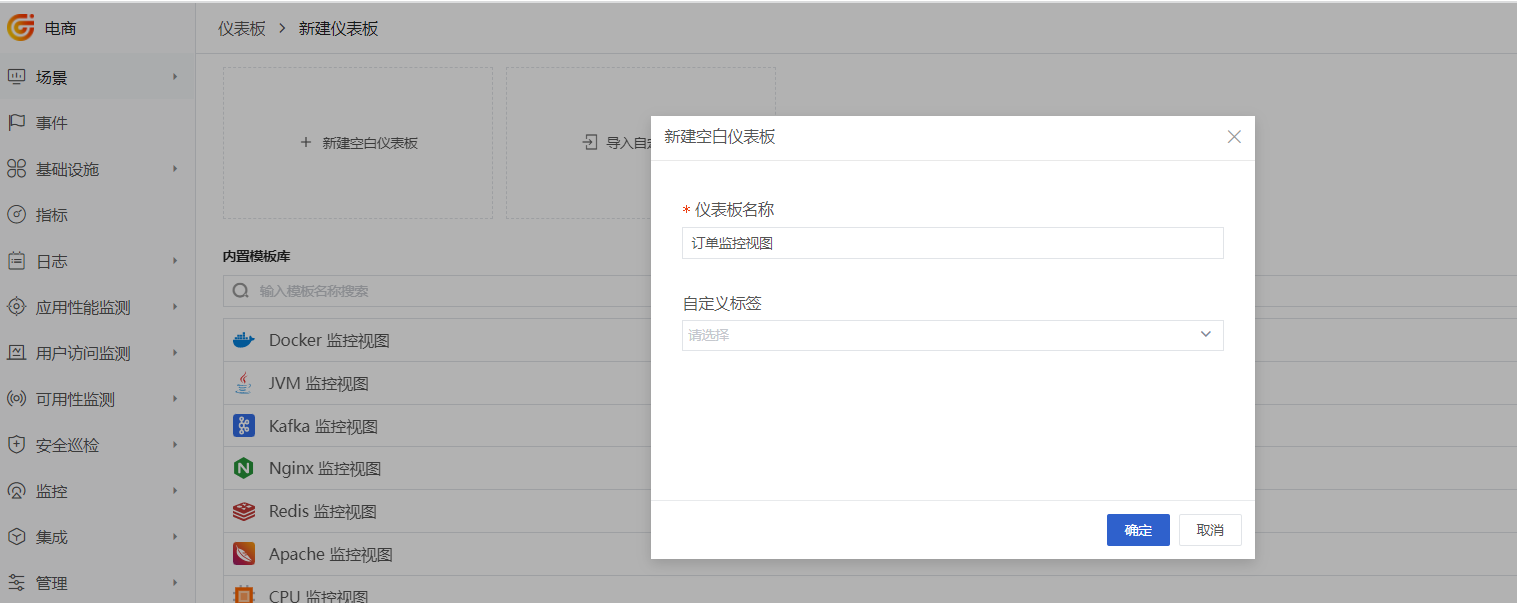 电商
仪表板 > 新建仪表板
场景
事件
基础设施
指标
日志
应用性能监测
用户访问监测
可用性监测
安全巡检
监控
集成
管理
+ 新建空白仪表板
导入自
内置模板库
输入模板名称搜索
Docker 监控视图
JVM 监控视图
Kafka 监控视图
Nginx 监控视图
Redis 监控视图
Apache 监控视图
CPU 监控视图
新建空白仪表板
* 仪表板名称
订单监控视图
自定义标签
请选择
确定
取消